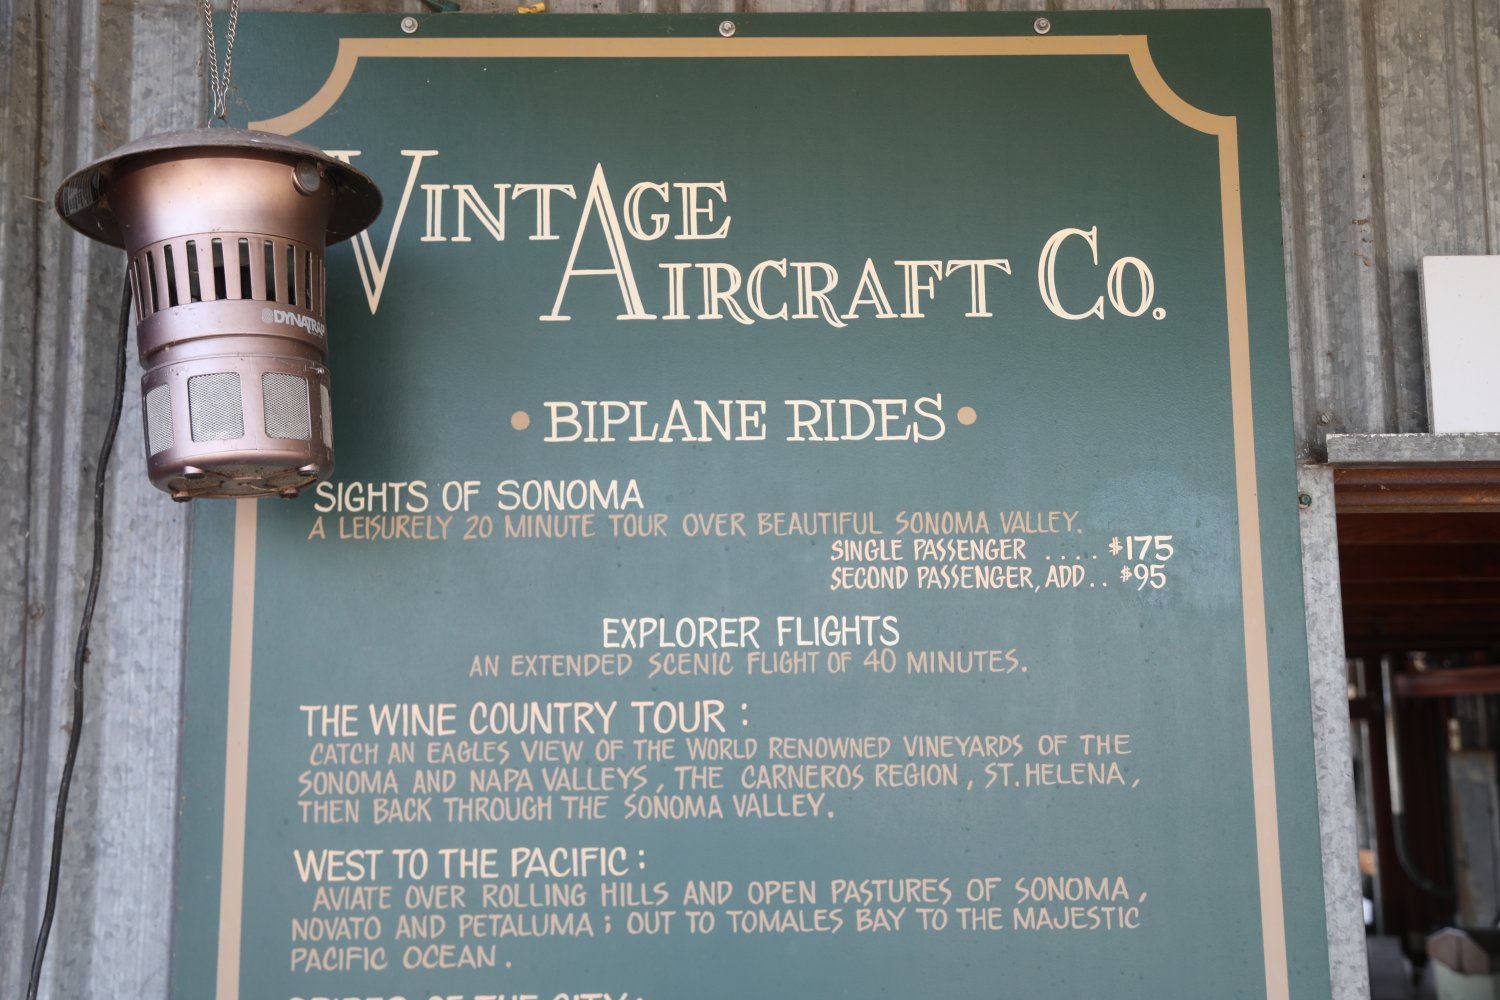 VINTAGE
AIRCRAFT CO.
• BIPLANE RIDES •
SIGHTS OF SONOMA
A LEISURELY 20 MINUTE TOUR OVER BEAUTIFUL SONOMA VALLEY.
SINGLE PASSENGER ..... $175
SECOND PASSENGER, ADD .. $95
EXPLORER FLIGHTS
AN EXTENDED SCENIC FLIGHT OF 40 MINUTES.
THE WINE COUNTRY TOUR :
CATCH AN EAGLES VIEW OF THE WORLD RENOWNED VINEYARDS OF THE
SONOMA AND NAPA VALLEYS, THE CARNEROS REGION, ST. HELENA,
THEN BACK THROUGH THE SONOMA VALLEY.
WEST TO THE PACIFIC :
AVIATE OVER ROLLING HILLS AND OPEN PASTURES OF SONOMA,
NOVATO AND PETALUMA ; OUT TO TOMALES BAY TO THE MAJESTIC
PACIFIC OCEAN.
OF THE CITY :
DYNATRAP